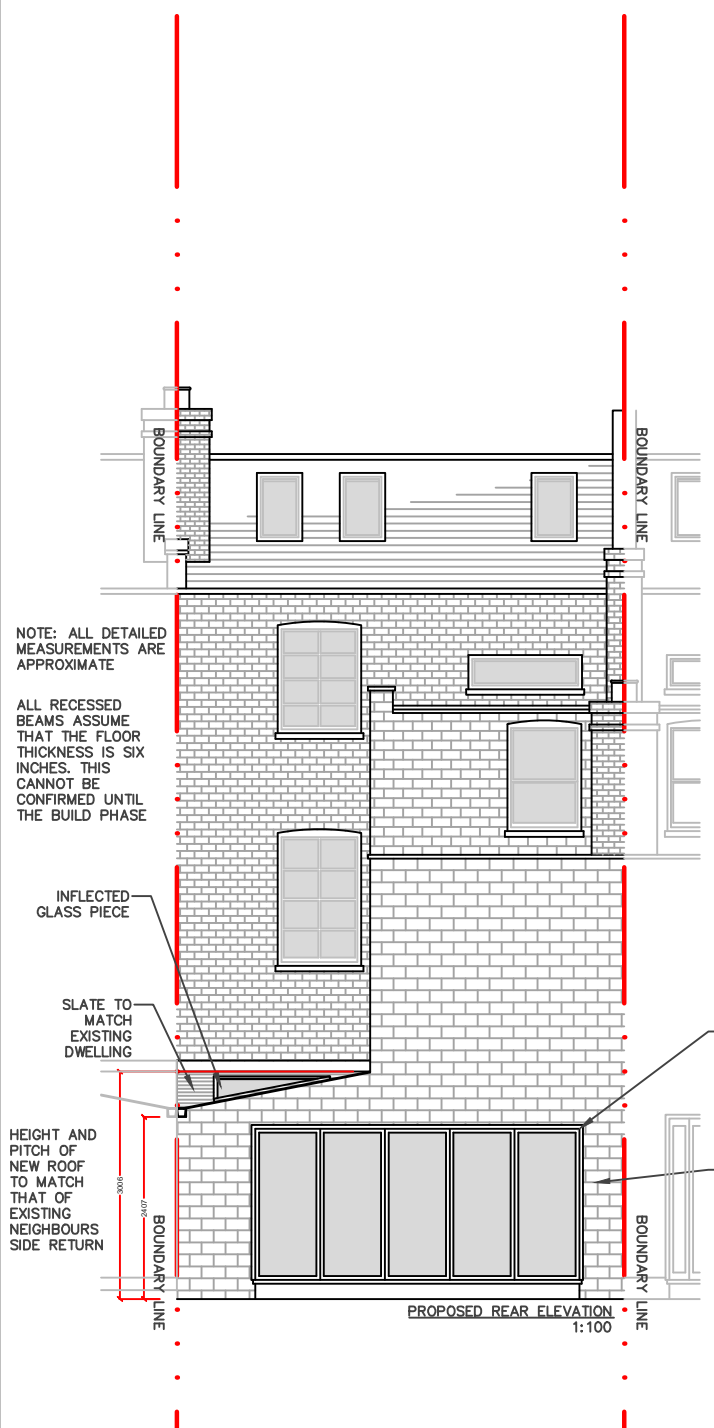 BOUNDARY LINE
BOUNDARY LINE
NOTE: ALL DETAILED
MEASUREMENTS ARE
APPROXIMATE
ALL RECESSED
BEAMS ASSUME
THAT THE FLOOR
THICKNESS IS SIX
INCHES. THIS
CANNOT BE
CONFIRMED UNTIL
THE BUILD PHASE
INFLECTED
GLASS PIECE
SLATE TO
MATCH
EXISTING
DWELLING
HEIGHT AND
PITCH OF
NEW ROOF
TO MATCH
THAT OF
EXISTING
NEIGHBOURS
SIDE RETURN
3006
2407
BOUNDARY LINE
BOUNDARY LINE
PROPOSED REAR ELEVATION
1:100